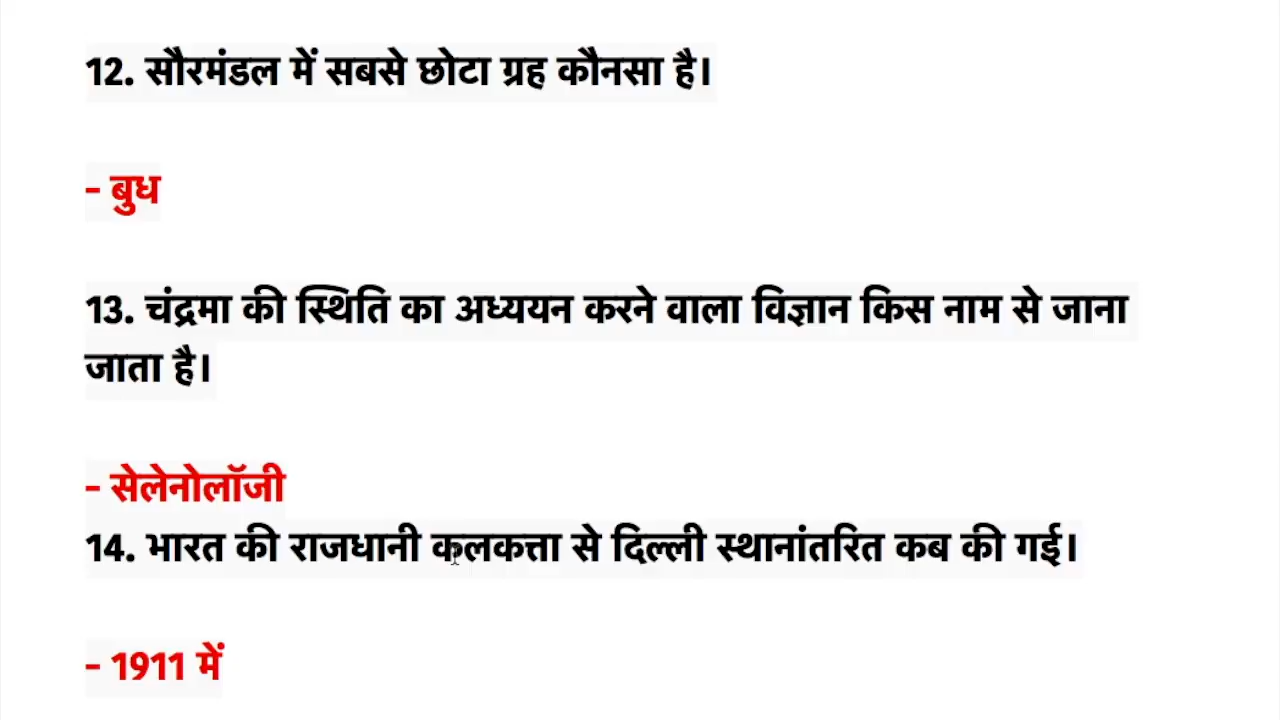 12. सौरमंडल में सबसे छोटा ग्रह कौनसा है।
- बुध
13. चंद्रमा की स्थिति का अध्ययन करने वाला विज्ञान किस नाम से जाना
जाता है।
- सेलेनोलॉजी
14. भारत की राजधानी कलकत्ता से दिल्ली स्थानांतरित कब की गई।
- 1911 में